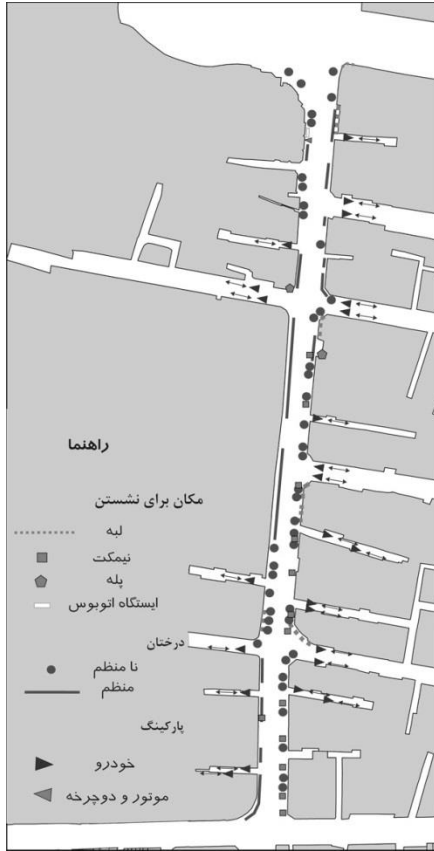 راهنما
مکان برای نشستن
لبه
نیمکت
پله
ایستگاه اتوبوس
درختان
نا منظم
منظم
پارکینگ
خودرو
موتور و دوچرخه